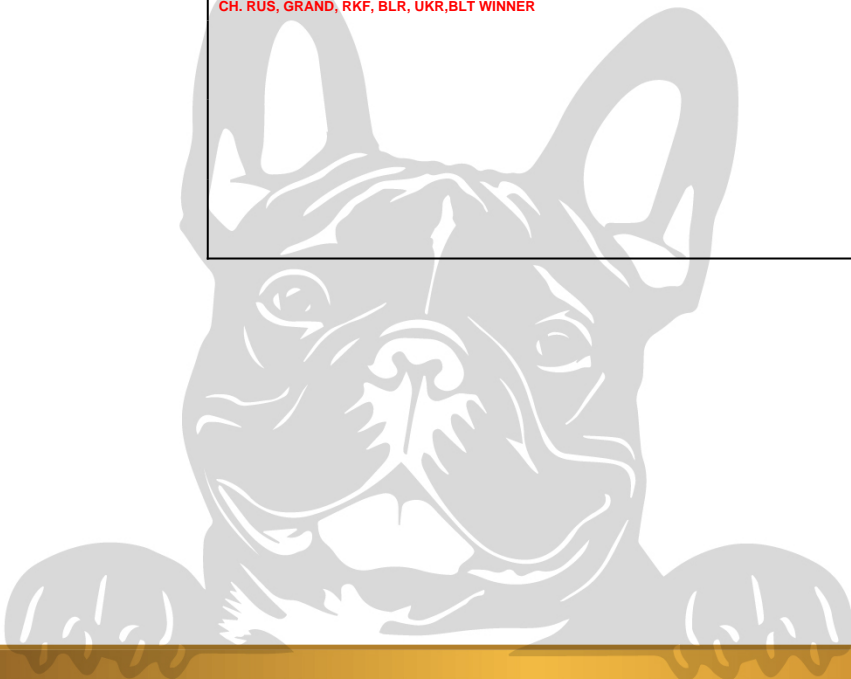 CH. RUS, GRAND, RKF, BLR, UKR,BLT WINNER